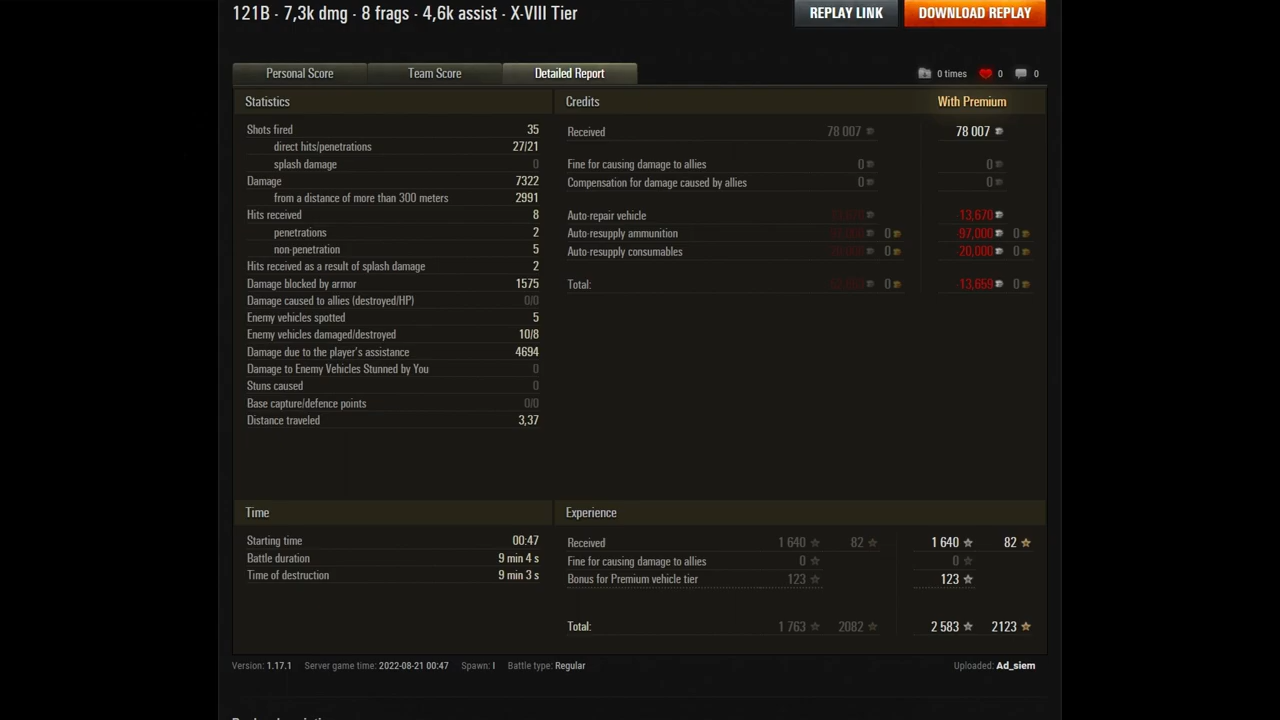 121B - 7,3k dmg - 8 frags - 4,6k assist - X-VIII Tier
REPLAY LINK
DOWNLOAD REPLAY
Personal Score
Team Score
Detailed Report
0 times
0
0
Statistics
Shots fired 35
direct hits/penetrations 27/21
splash damage 0
Damage 7322
from a distance of more than 300 meters 2991
Hits received 8
penetrations 2
non-penetration 5
Hits received as a result of splash damage 2
Damage blocked by armor 1575
Damage caused to allies (destroyed/HP) 0/0
Enemy vehicles spotted 5
Enemy vehicles damaged/destroyed 10/8
Damage due to the player's assistance 4694
Damage to Enemy Vehicles Stunned by You 0
Stuns caused 0
Base capture/defence points 0/0
Distance traveled 3,37
Credits With Premium
Received 78 007 78 007
Fine for causing damage to allies 0 0
Compensation for damage caused by allies 0 0
Auto-repair vehicle -13,670
Auto-resupply ammunition 0 -97,000 0
Auto-resupply consumables 0 -20,000 0
Total: 0 -13,659 0
Time
Starting time 00:47
Battle duration 9 min 4 s
Time of destruction 9 min 3 s
Experience
Received 1 640 82 1 640 82
Fine for causing damage to allies 0 0
Bonus for Premium vehicle tier 123 123
Total: 1 763 2082 2 583 2123
Version: 1.17.1 Server game time: 2022-08-21 00:47 Spawn: I Battle type: Regular Uploaded: Ad_siem